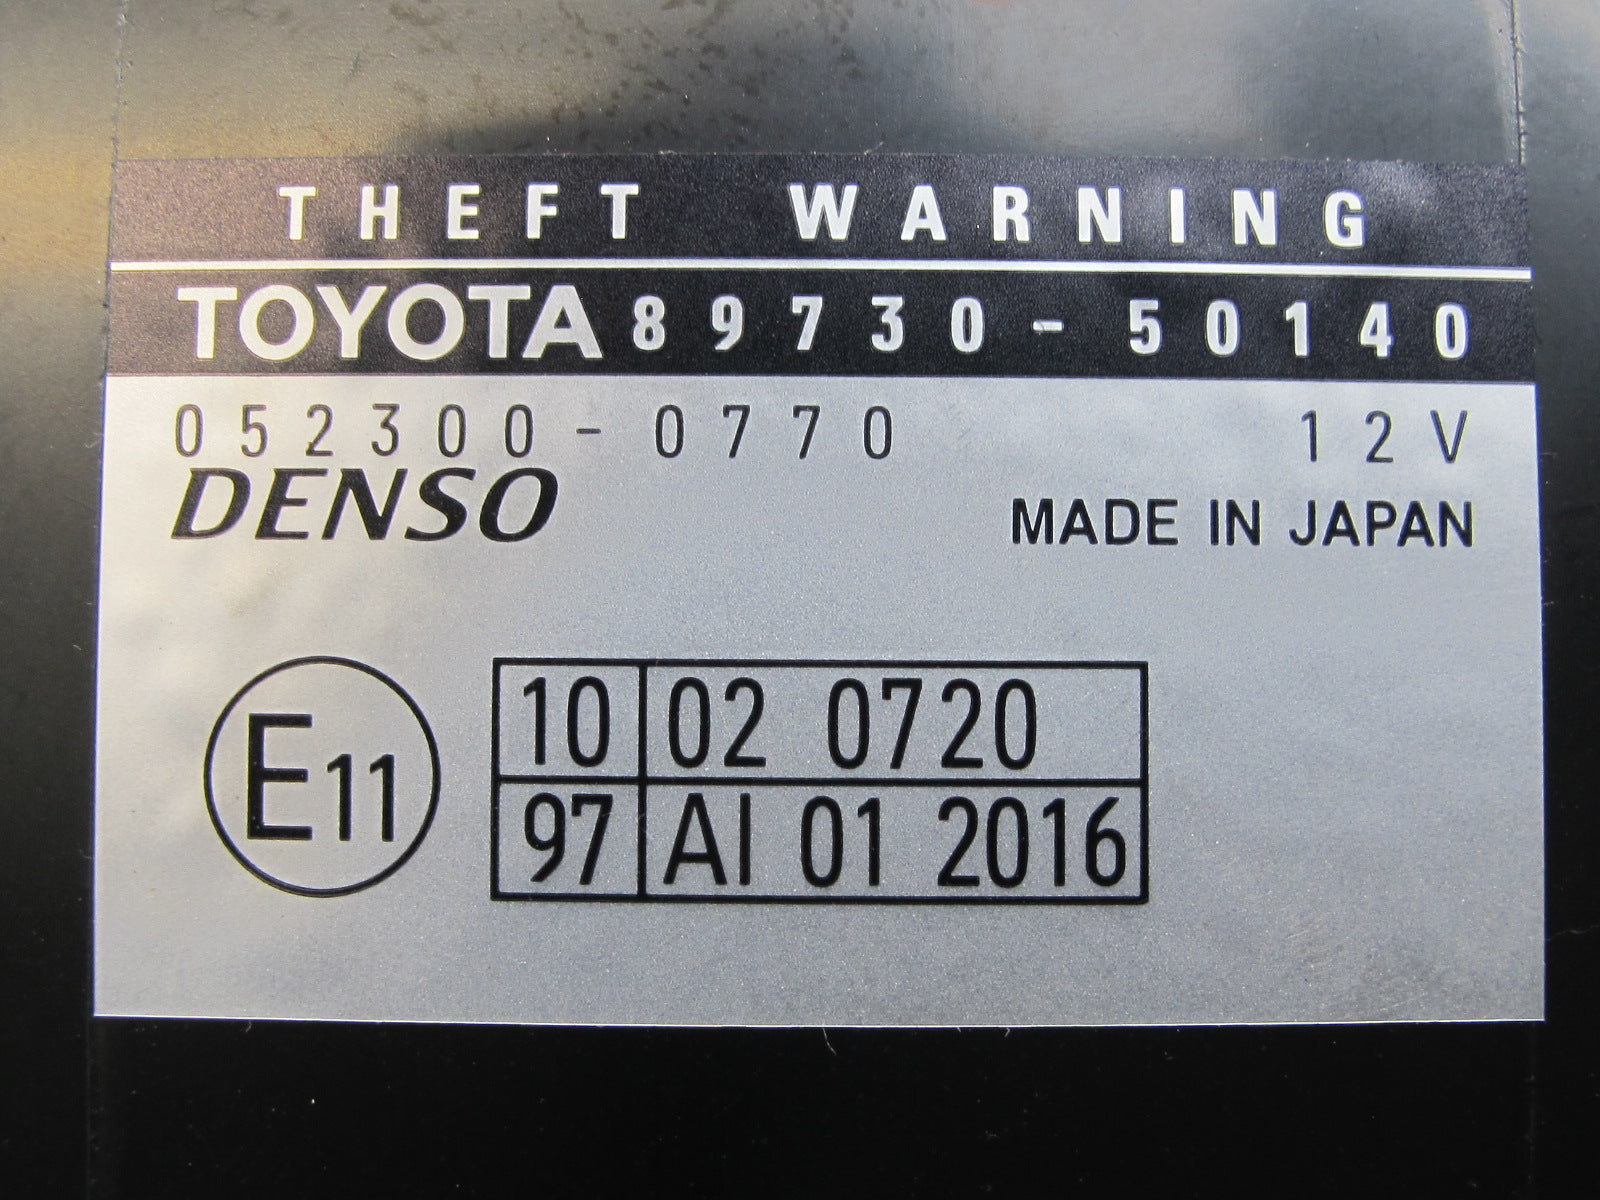 THEFT WARNING
TOYOTA 89730-50140
052300-0770 12V
DENSO MADE IN JAPAN
E11
10 02 0720
97 AI 01 2016